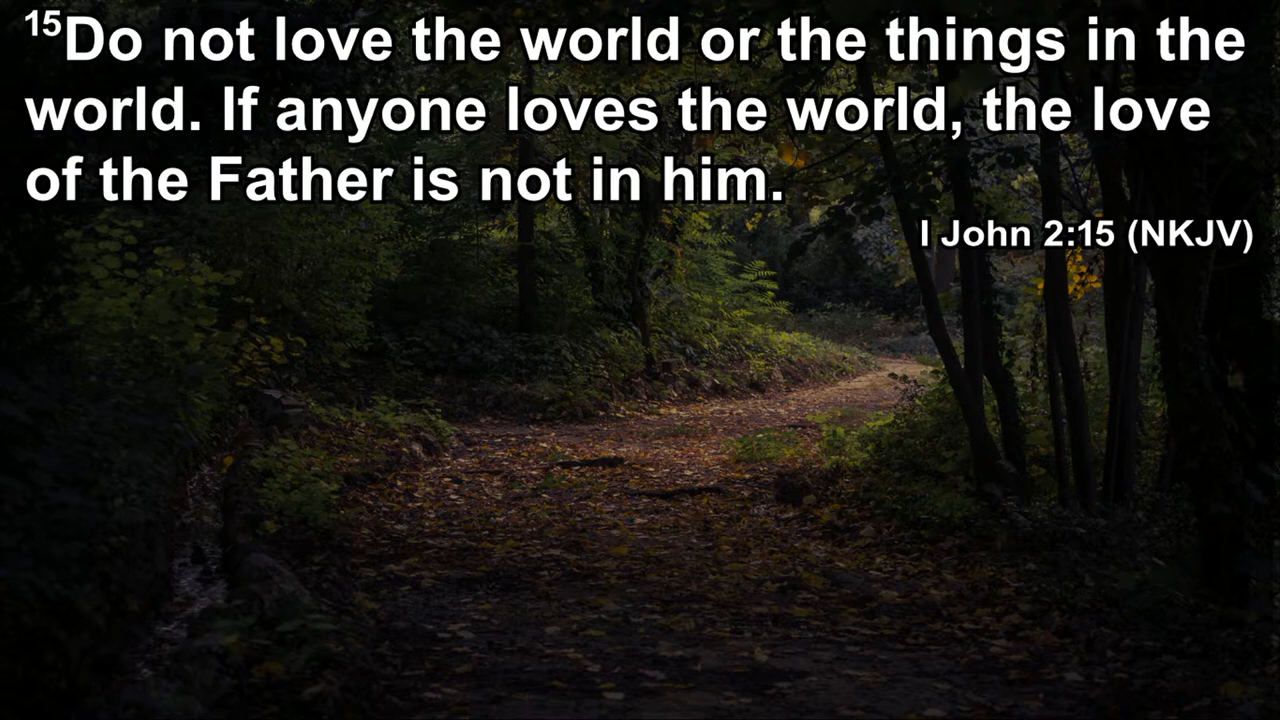 15Do not love the world or the things in the
world. If anyone loves the world, the love
of the Father is not in him.
I John 2:15 (NKJV)